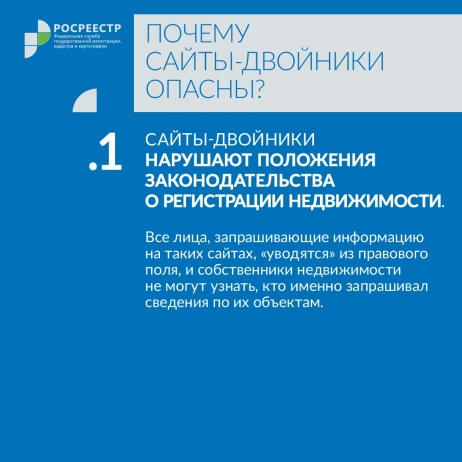 РОСРЕЕСТР
Федеральная служба
государственной регистрации,
кадастра и картографии
ПОЧЕМУ
САЙТЫ-ДВОЙНИКИ
ОПАСНЫ?
.1
САЙТЫ-ДВОЙНИКИ
НАРУШАЮТ ПОЛОЖЕНИЯ
ЗАКОНОДАТЕЛЬСТВА
О РЕГИСТРАЦИИ НЕДВИЖИМОСТИ.
Все лица, запрашивающие информацию
на таких сайтах, «уводятся» из правового
поля, и собственники недвижимости
не могут узнать, кто именно запрашивал
сведения по их объектам.